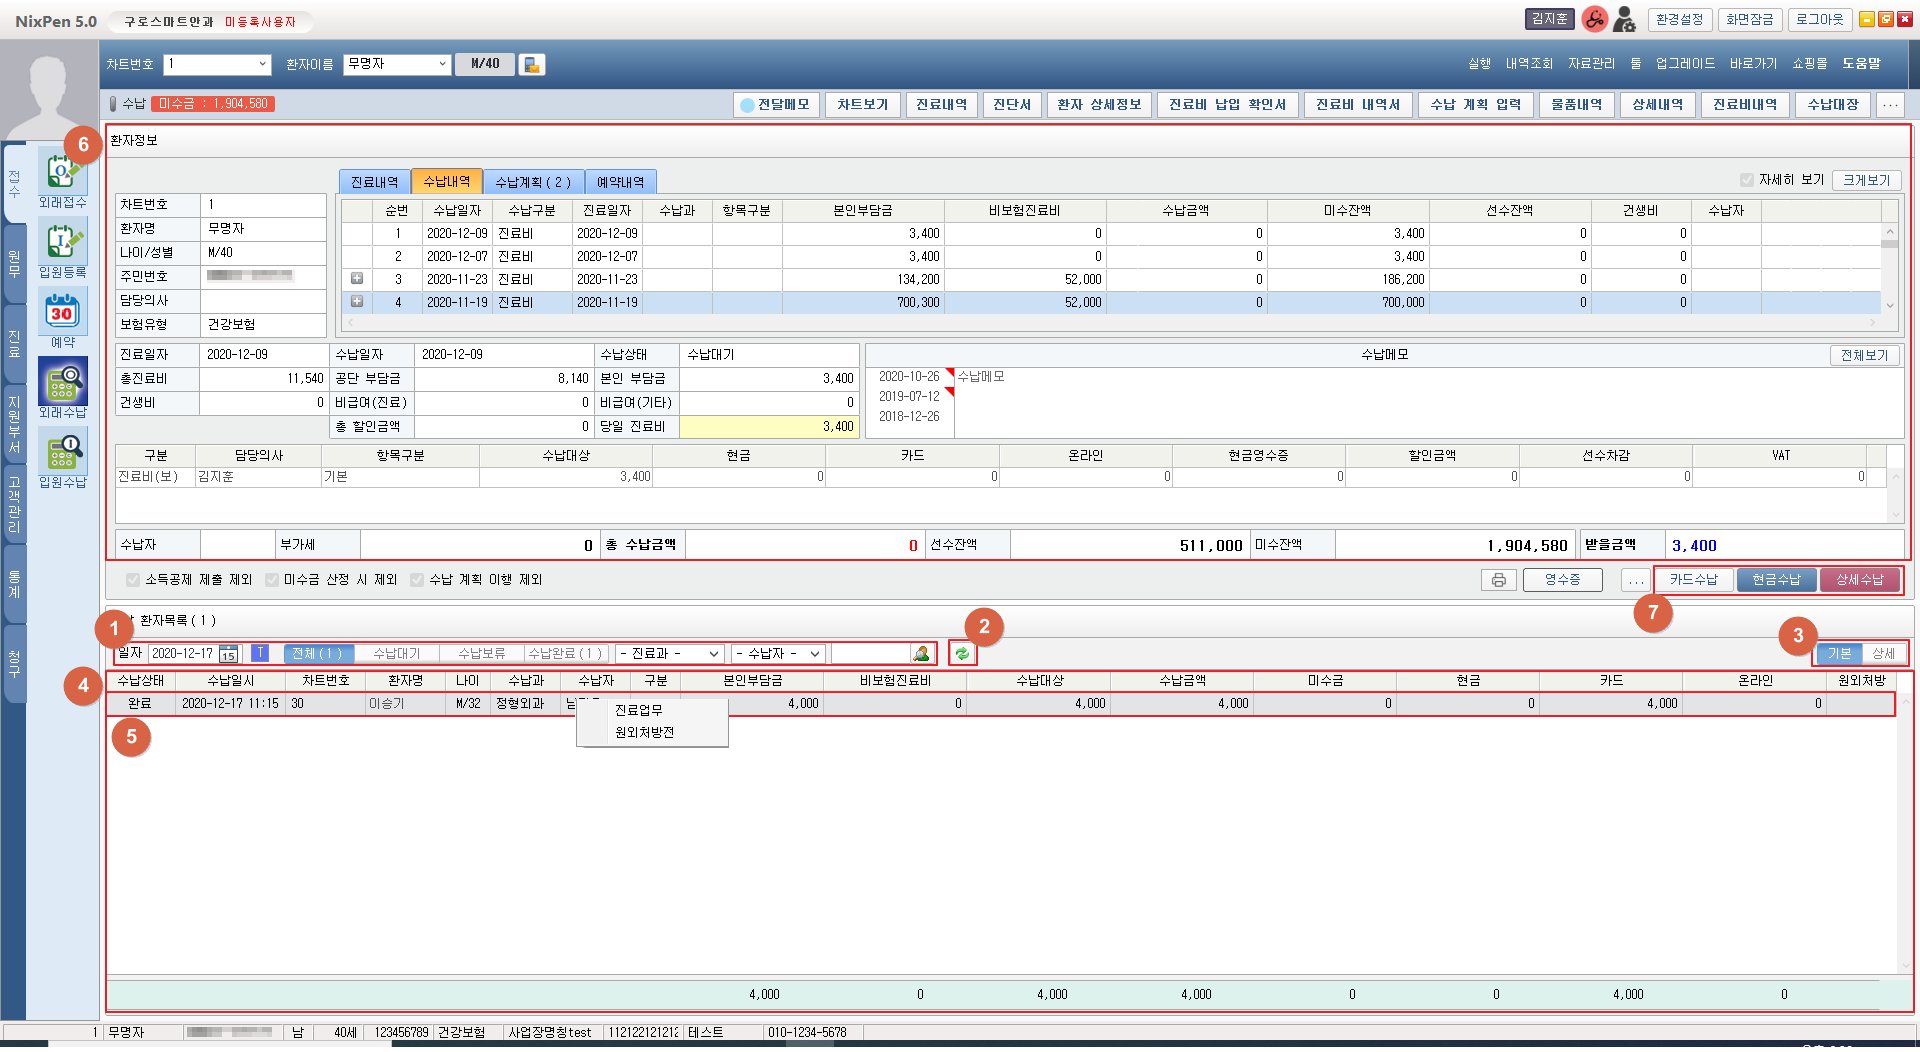 NixPen 5.0 구로스마트안과 미등록사용자 김지훈 환경설정 화면잠금 로그아웃
차트번호 1 환자이름 무명자 M/40 실행 내역조회 자료관리 툴 업그레이드 바로가기 쇼핑몰 도움말
수납 미수금 : 1,904,580 전달메모 차트보기 진료내역 진단서 환자 상세정보 진료비 납입 확인서 진료비 내역서 수납 계획 입력 물품내역 상세내역 진료비내역 수납대장 ...
6
환자정보
접수
원무
진료
지원부서
고객관리
통계
청구
외래접수
입원등록
30
예약
외래수납
입원수납
진료내역 수납내역 수납계획 ( 2 ) 예약내역 자세히 보기 크게보기
차트번호 1
환자명 무명자
나이/성별 M/40
주민번호
담당의사
보험유형 건강보험
순번 수납일자 수납구분 진료일자 수납과 항목구분 본인부담금 비보험진료비 수납금액 미수잔액 선수잔액 건생비 수납자
1 2020-12-09 진료비 2020-12-09 3,400 0 0 3,400 0 0
2 2020-12-07 진료비 2020-12-07 3,400 0 0 3,400 0 0
3 2020-11-23 진료비 2020-11-23 134,200 52,000 0 186,200 0 0
4 2020-11-19 진료비 2020-11-19 700,300 52,000 0 700,000 0 0
진료일자 2020-12-09 수납일자 2020-12-09 수납상태 수납대기
총진료비 11,540 공단 부담금 8,140 본인 부담금 3,400
건생비 0 비급여(진료) 0 비급여(기타) 0
총 할인금액 0 당일 진료비 3,400
수납메모 전체보기
2020-10-26 수납메모
2019-07-12
2018-12-26
구분 담당의사 항목구분 수납대상 현금 카드 온라인 현금영수증 할인금액 선수차감 VAT
진료비(보) 김지훈 기본 3,400 0 0 0 0 0 0 0
수납자 부가세 0 총 수납금액 0 선수잔액 511,000 미수잔액 1,904,580 받을금액 3,400
소득공제 제출 제외 미수금 산정 시 제외 수납 계획 이행 제외 영수증 ... 카드수납 현금수납 상세수납
7
환자목록 ( 1 )
1 2 3
일자 2020-12-17 15 T 전체 ( 1 ) 수납대기 수납보류 수납완료 ( 1 ) - 진료과 - - 수납자 - 기본 상세
4
수납상태 수납일시 차트번호 환자명 나이 수납과 수납자 구분 본인부담금 비보험진료비 수납대상 수납금액 미수금 현금 카드 온라인 원외처방
완료 2020-12-17 11:15 30 이승기 M/32 정형외과 4,000 0 4,000 4,000 0 0 4,000 0
5
진료업무
원외처방전
4,000 0 4,000 4,000 0 0 4,000 0
1 무명자 남 40세 123456789 건강보험 사업장명칭test 테스트 010-1234-5678